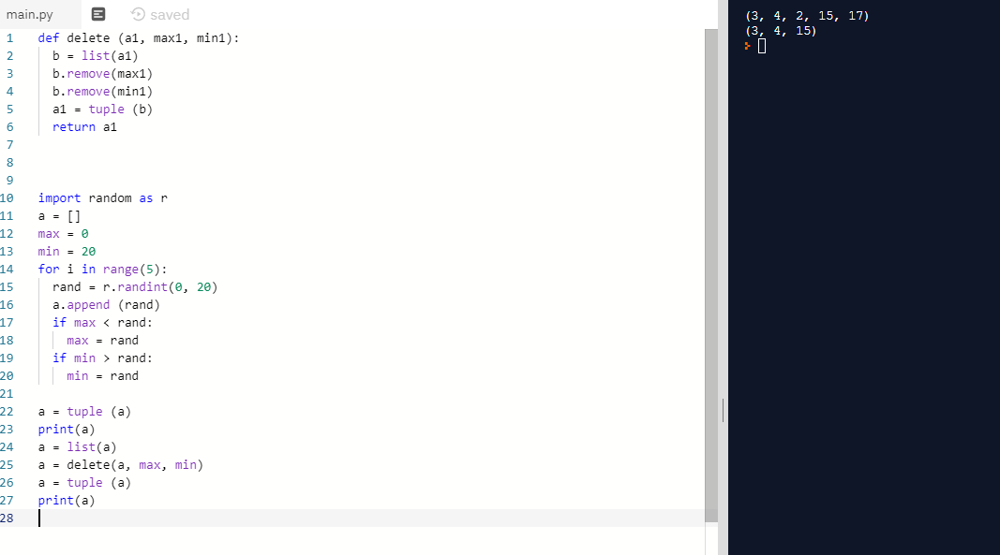 main.py saved
1 def delete (a1, max1, min1):
2 b = list(a1)
3 b.remove(max1)
4 b.remove(min1)
5 a1 = tuple (b)
6 return a1
7
8
9
10 import random as r
11 a = []
12 max = 0
13 min = 20
14 for i in range(5):
15 rand = r.randint(0, 20)
16 a.append (rand)
17 if max < rand:
18 max = rand
19 if min > rand:
20 min = rand
21
22 a = tuple (a)
23 print(a)
24 a = list(a)
25 a = delete(a, max, min)
26 a = tuple (a)
27 print(a)
28
(3, 4, 2, 15, 17)
(3, 4, 15)